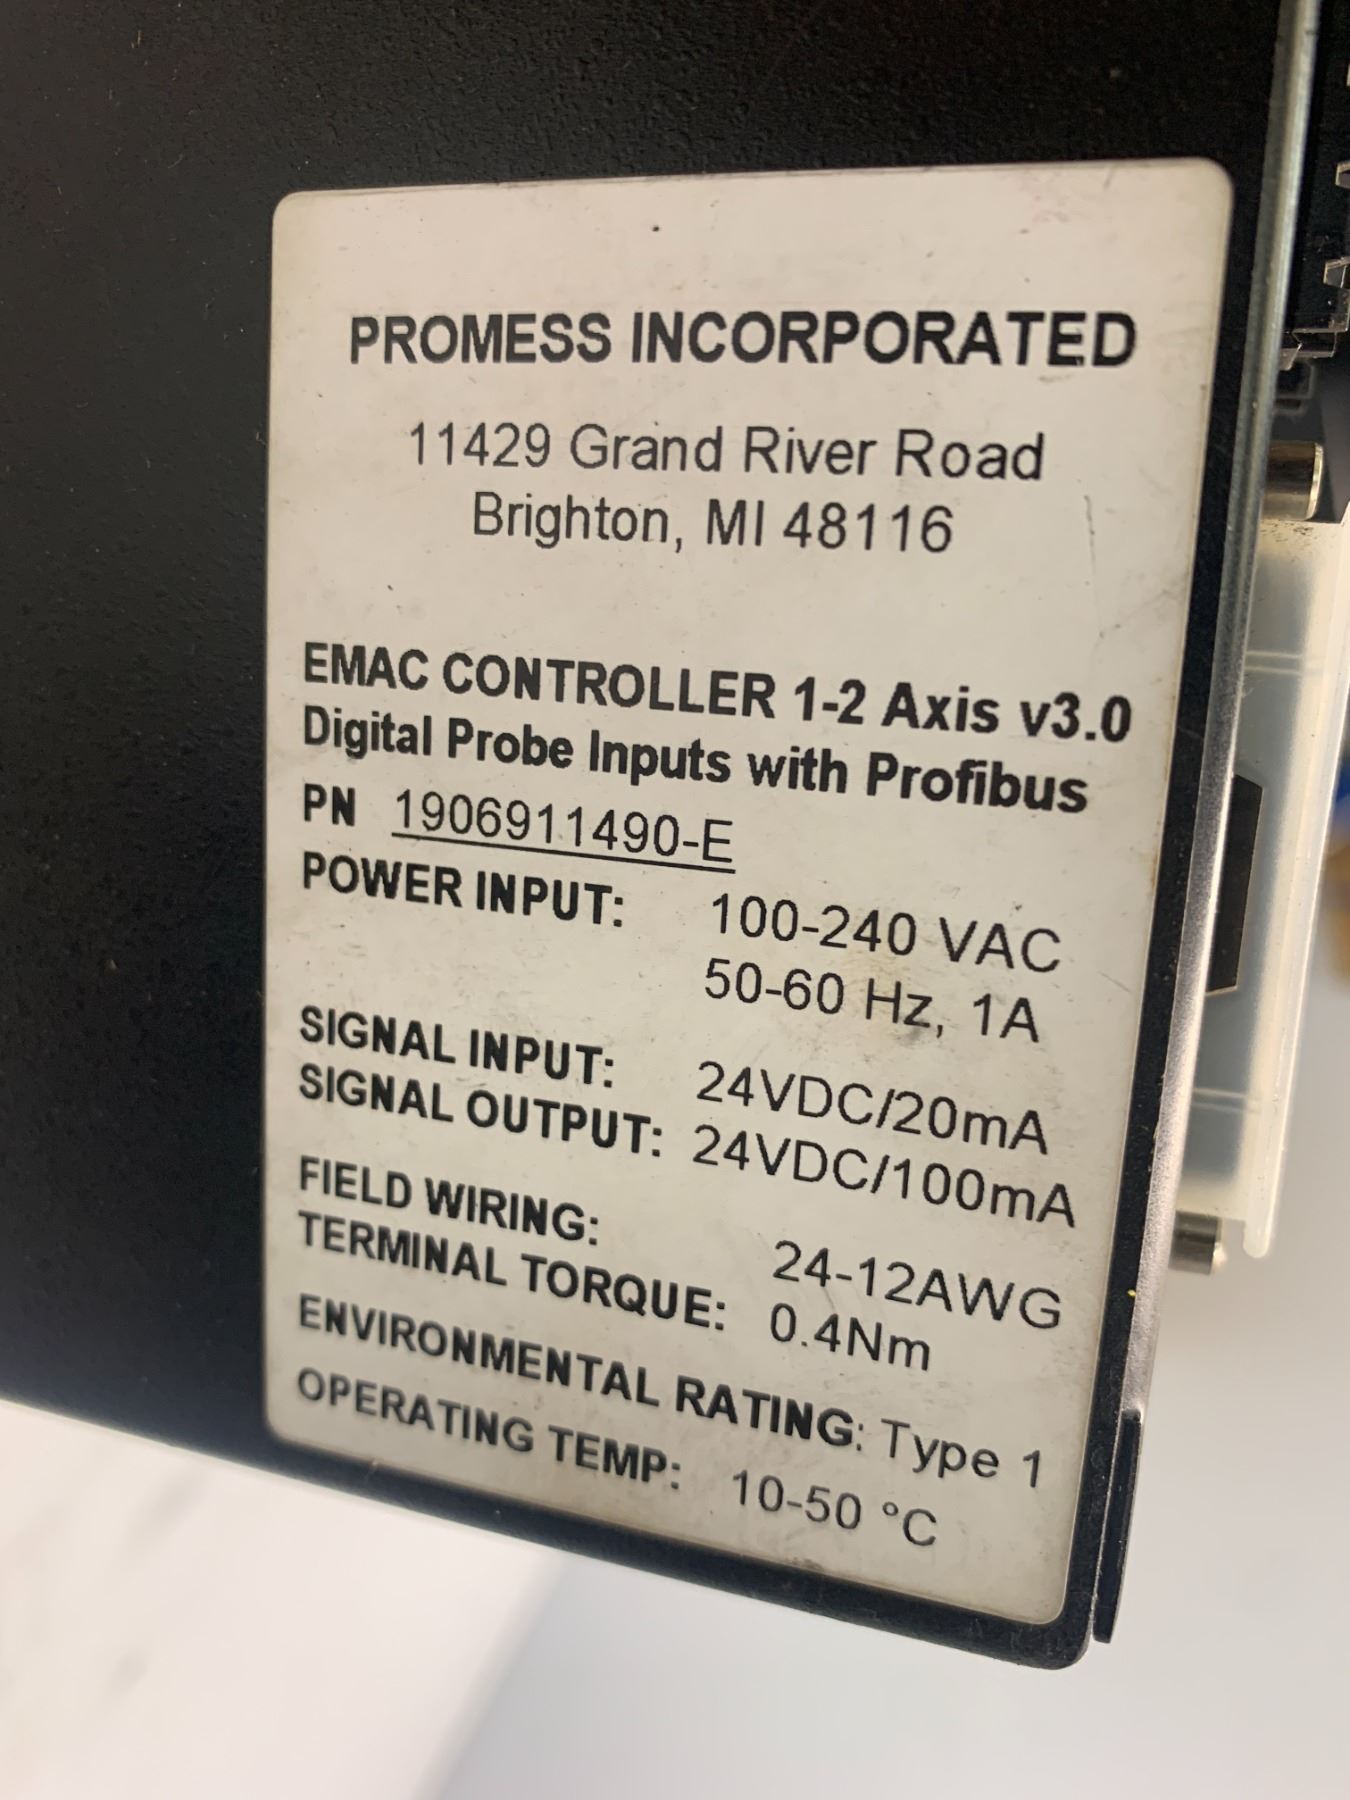 PROMESS INCORPORATED
11429 Grand River Road
Brighton, MI 48116
EMAC CONTROLLER 1-2 Axis v3.0
Digital Probe Inputs with Profibus
PN 1906911490-E
POWER INPUT: 100-240 VAC
50-60 Hz, 1A
SIGNAL INPUT: 24VDC/20mA
SIGNAL OUTPUT: 24VDC/100mA
FIELD WIRING: 24-12AWG
TERMINAL TORQUE: 0.4Nm
ENVIRONMENTAL RATING: Type 1
OPERATING TEMP: 10-50 °C